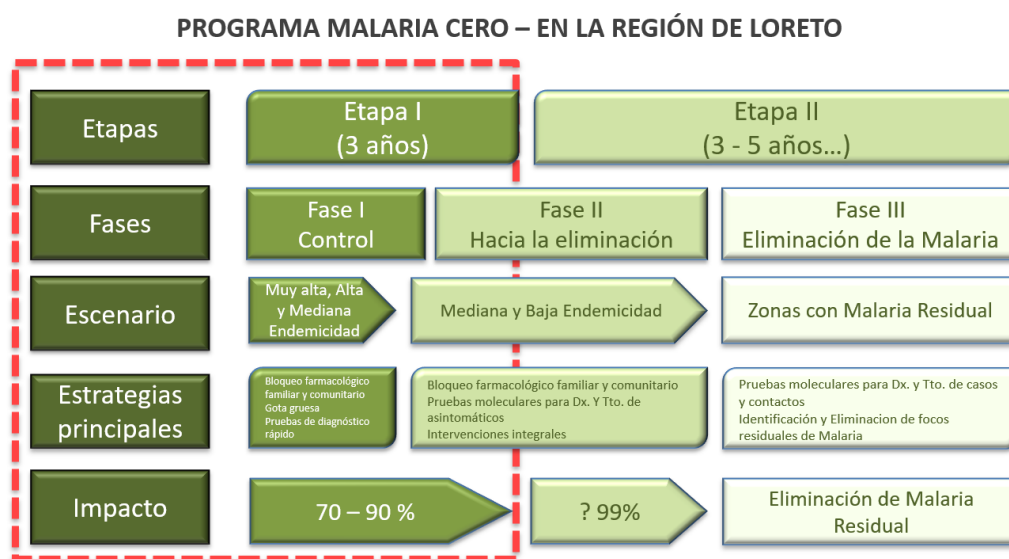 PROGRAMA MALARIA CERO – EN LA REGIÓN DE LORETO
Etapas
Etapa I
(3 años)
Etapa II
(3 - 5 años...)
Fases
Fase I
Control
Fase II
Hacia la eliminación
Fase III
Eliminación de la Malaria
Escenario
Muy alta, Alta
y Mediana
Endemicidad
Mediana y Baja Endemicidad
Zonas con Malaria Residual
Estrategias
principales
Bloqueo farmacológico
familiar y comunitario
Gota gruesa
Pruebas de diagnóstico
rápido
Bloqueo farmacológico familiar y comunitario
Pruebas moleculares para Dx. Y Tto. de
asintomáticos
Intervenciones integrales
Pruebas moleculares para Dx. y Tto. de casos
y contactos
Identificación y Eliminacion de focos
residuales de Malaria
Impacto
70 – 90 %
? 99%
Eliminación de Malaria
Residual